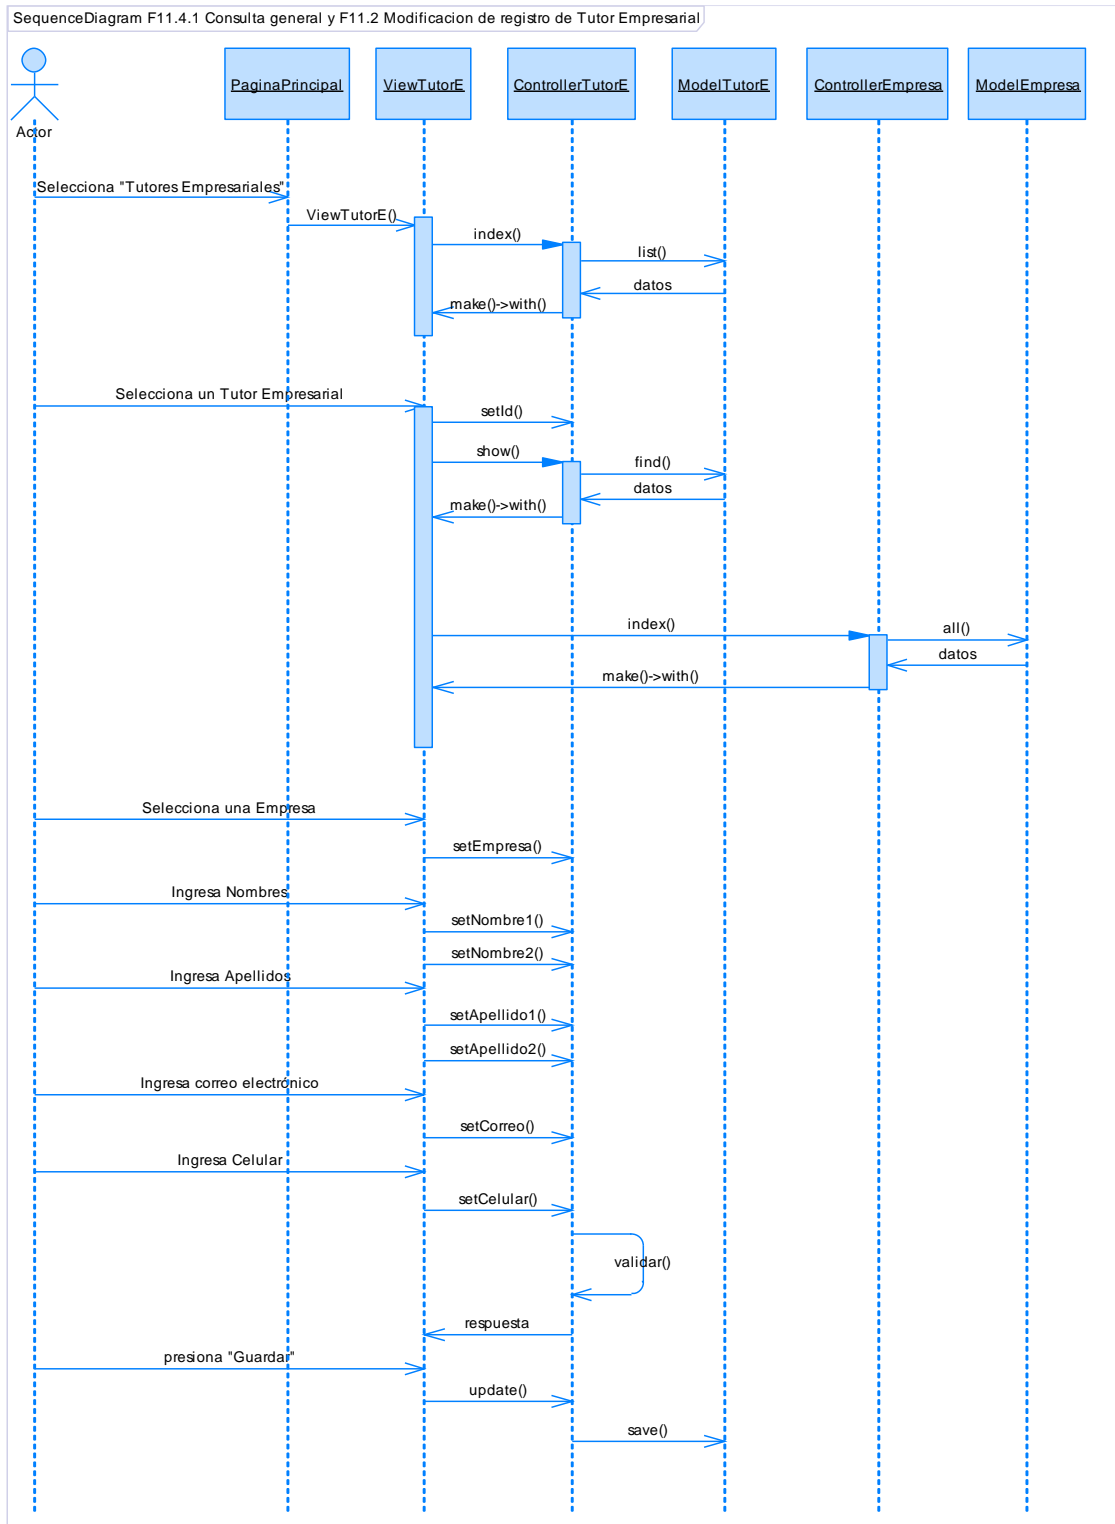 SequenceDiagram F11.4.1 Consulta general y F11.2 Modificacion de registro de Tutor Empresarial
Actor
PaginaPrincipal
ViewTutorE
ControllerTutorE
ModelTutorE
ControllerEmpresa
ModelEmpresa
Selecciona "Tutores Empresariales"
ViewTutorE()
index()
list()
datos
make()->with()
Selecciona un Tutor Empresarial
setId()
show()
find()
datos
make()->with()
index()
all()
datos
make()->with()
Selecciona una Empresa
setEmpresa()
Ingresa Nombres
setNombre1()
setNombre2()
Ingresa Apellidos
setApellido1()
setApellido2()
Ingresa correo electrónico
setCorreo()
Ingresa Celular
setCelular()
validar()
respuesta
presiona "Guardar"
update()
save()